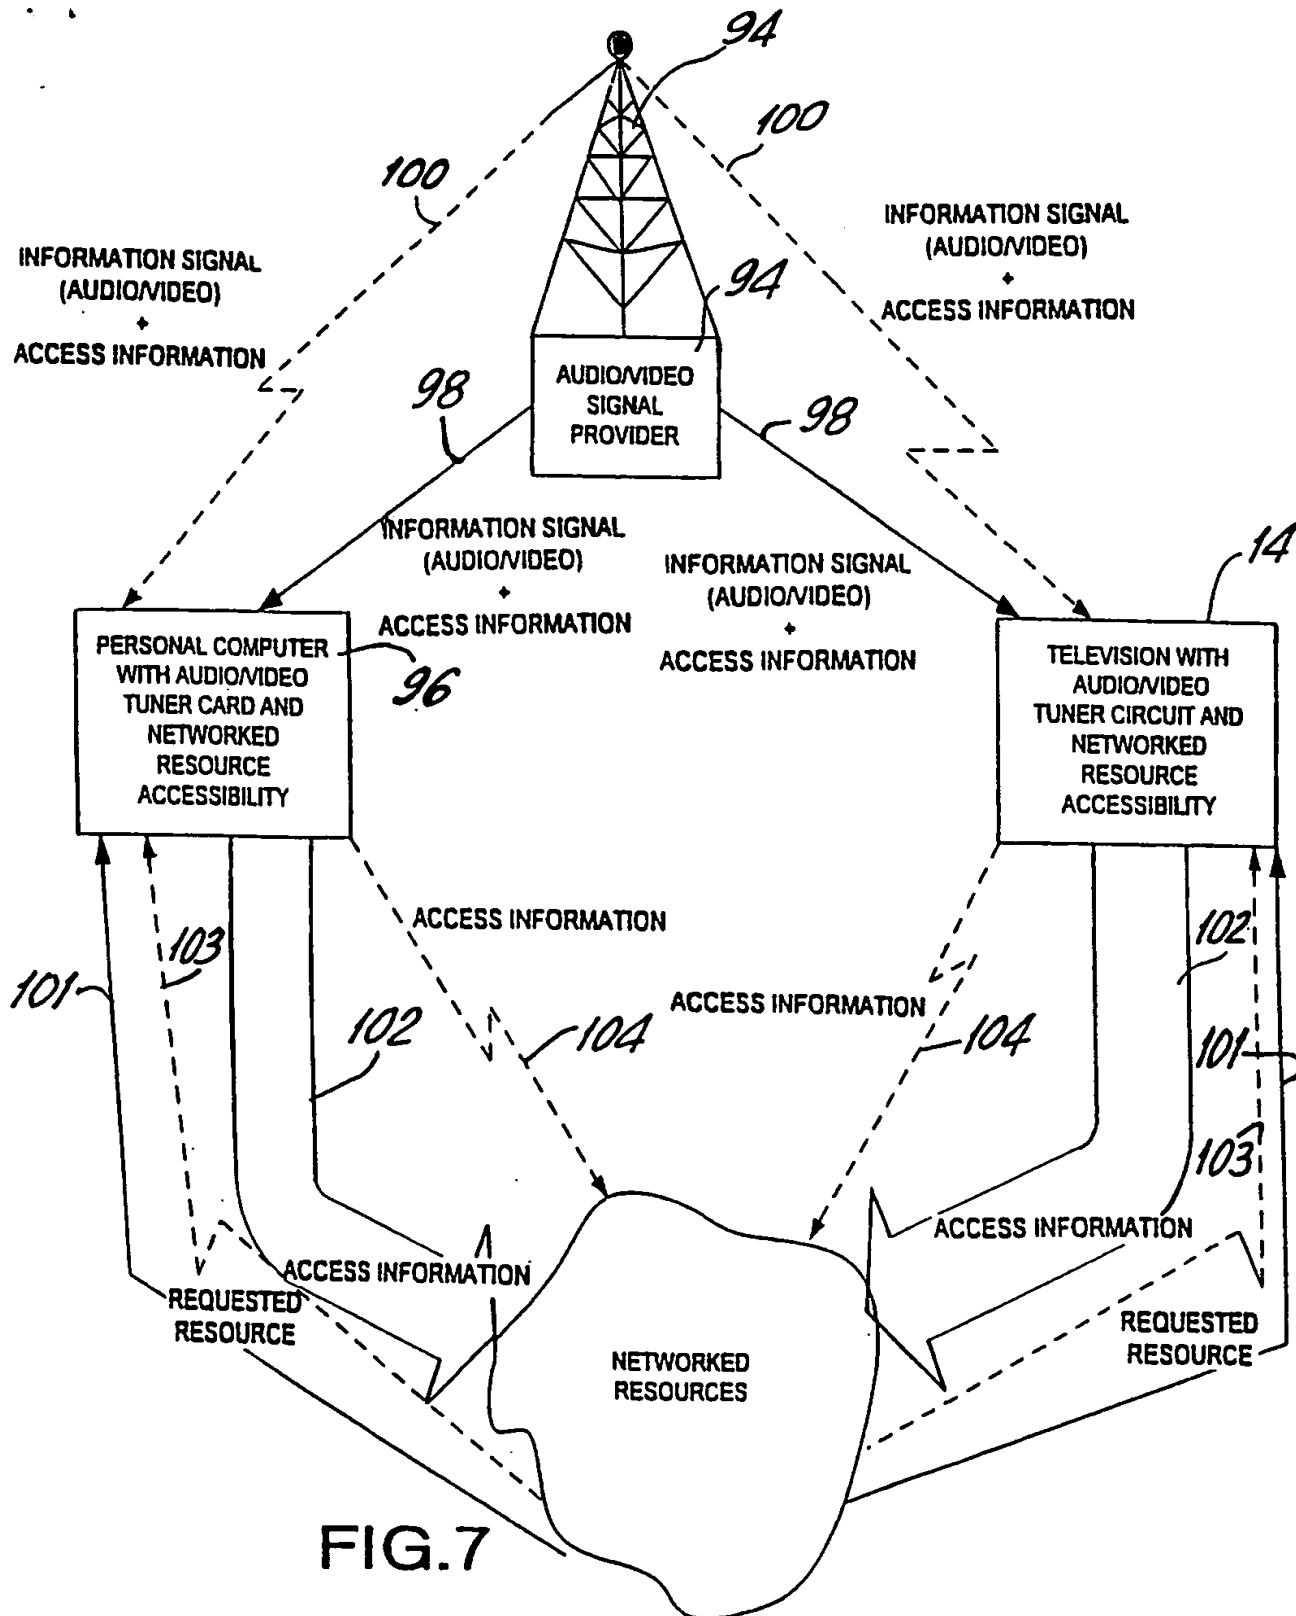 94
100
100
INFORMATION SIGNAL
(AUDIO/VIDEO)
+
ACCESS INFORMATION
INFORMATION SIGNAL
(AUDIO/VIDEO)
+
ACCESS INFORMATION
94
AUDIO/VIDEO
SIGNAL
PROVIDER
98
98
INFORMATION SIGNAL
(AUDIO/VIDEO)
+
ACCESS INFORMATION
INFORMATION SIGNAL
(AUDIO/VIDEO)
+
ACCESS INFORMATION
14
PERSONAL COMPUTER
WITH AUDIO/VIDEO
TUNER CARD AND
NETWORKED
RESOURCE
ACCESSIBILITY
96
TELEVISION WITH
AUDIO/VIDEO
TUNER CIRCUIT AND
NETWORKED
RESOURCE
ACCESSIBILITY
ACCESS INFORMATION
ACCESS INFORMATION
101
103
102
104
104
102
101
103
ACCESS INFORMATION
REQUESTED
RESOURCE
ACCESS INFORMATION
REQUESTED
RESOURCE
NETWORKED
RESOURCES
FIG.7